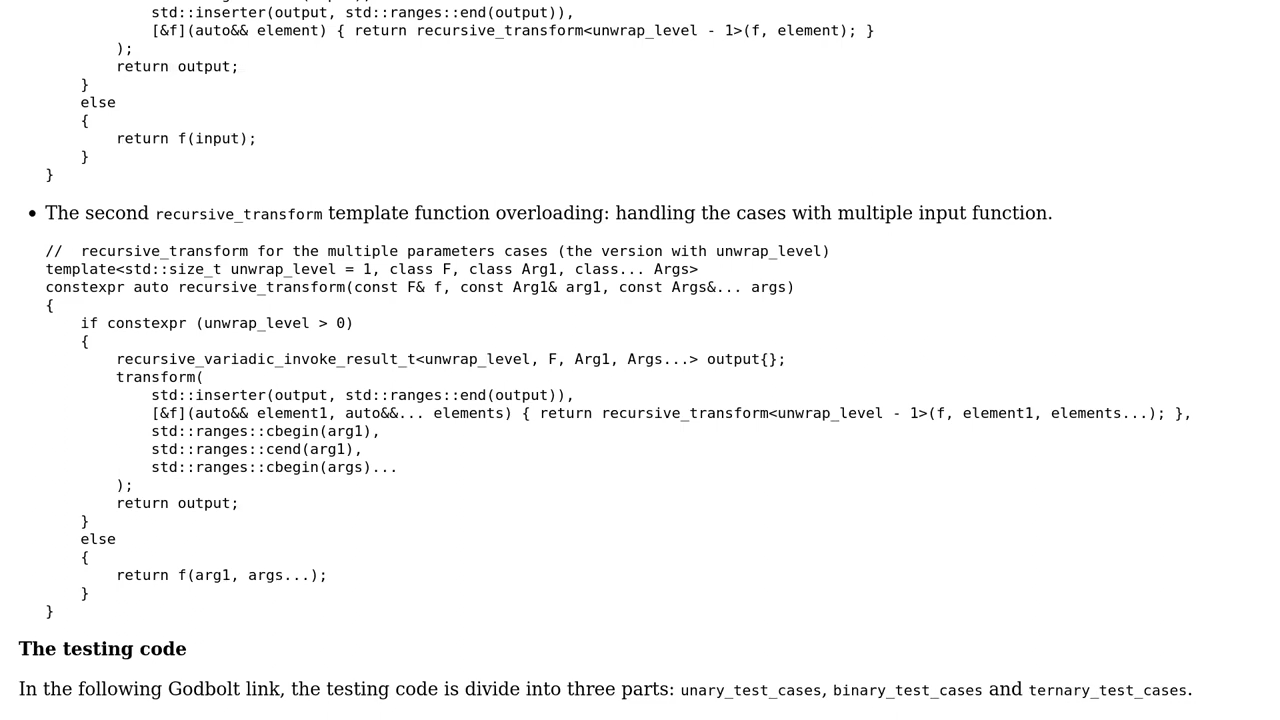 std::inserter(output, std::ranges::end(output)),
            [&f](auto&& element) { return recursive_transform<unwrap_level - 1>(f, element); }
        );
        return output;
    }
    else
    {
        return f(input);
    }
}
• The second recursive_transform template function overloading: handling the cases with multiple input function.
//  recursive_transform for the multiple parameters cases (the version with unwrap_level)
template<std::size_t unwrap_level = 1, class F, class Arg1, class... Args>
constexpr auto recursive_transform(const F& f, const Arg1& arg1, const Args&... args)
{
    if constexpr (unwrap_level > 0)
    {
        recursive_variadic_invoke_result_t<unwrap_level, F, Arg1, Args...> output{};
        transform(
            std::inserter(output, std::ranges::end(output)),
            [&f](auto&& element1, auto&&... elements) { return recursive_transform<unwrap_level - 1>(f, element1, elements...); },
            std::ranges::cbegin(arg1),
            std::ranges::cend(arg1),
            std::ranges::cbegin(args)...
        );
        return output;
    }
    else
    {
        return f(arg1, args...);
    }
}
The testing code
In the following Godbolt link, the testing code is divide into three parts: unary_test_cases, binary_test_cases and ternary_test_cases.